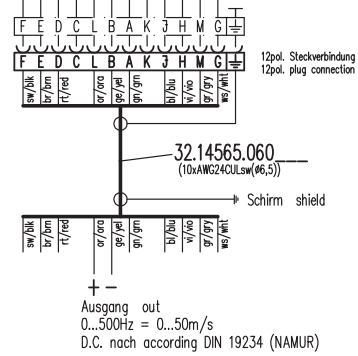 F E D C L B A K J H M G
F E D C L B A K J H M G
12pol. Steckverbindung
12pol. plug connection
sw/blk br/brn rt/red or/ora ge/yel gn/grn bl/blu vi/vio gr/gry ws/wht
32.14565.060___
(10xAWG24CULsw(ø6,5))
Schirm shield
sw/blk br/brn rt/red or/ora ge/yel gn/grn bl/blu vi/vio gr/gry ws/wht
+ −
Ausgang out
0...500Hz = 0...50m/s
D.C. nach according DIN 19234 (NAMUR)